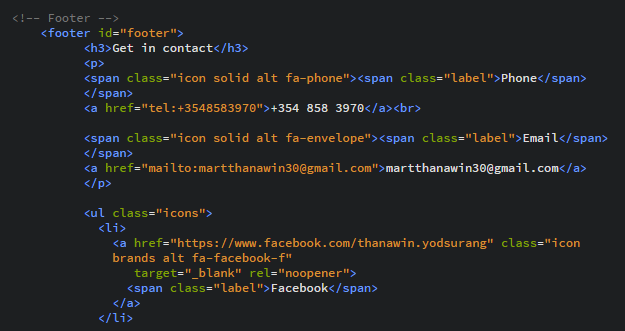 <!-- Footer -->
<footer id="footer">
<h3>Get in contact</h3>
<p>
<span class="icon solid alt fa-phone"><span class="label">Phone</span>
</span>
<a href="tel:+3548583970">+354 858 3970</a><br>
<span class="icon solid alt fa-envelope"><span class="label">Email</span>
</span>
<a href="mailto:martthanawin30@gmail.com">martthanawin30@gmail.com</a>
</p>
<ul class="icons">
<li>
<a href="https://www.facebook.com/thanawin.yodsurang" class="icon
brands alt fa-facebook-f"
target="_blank" rel="noopener">
<span class="label">Facebook</span>
</a>
</li>